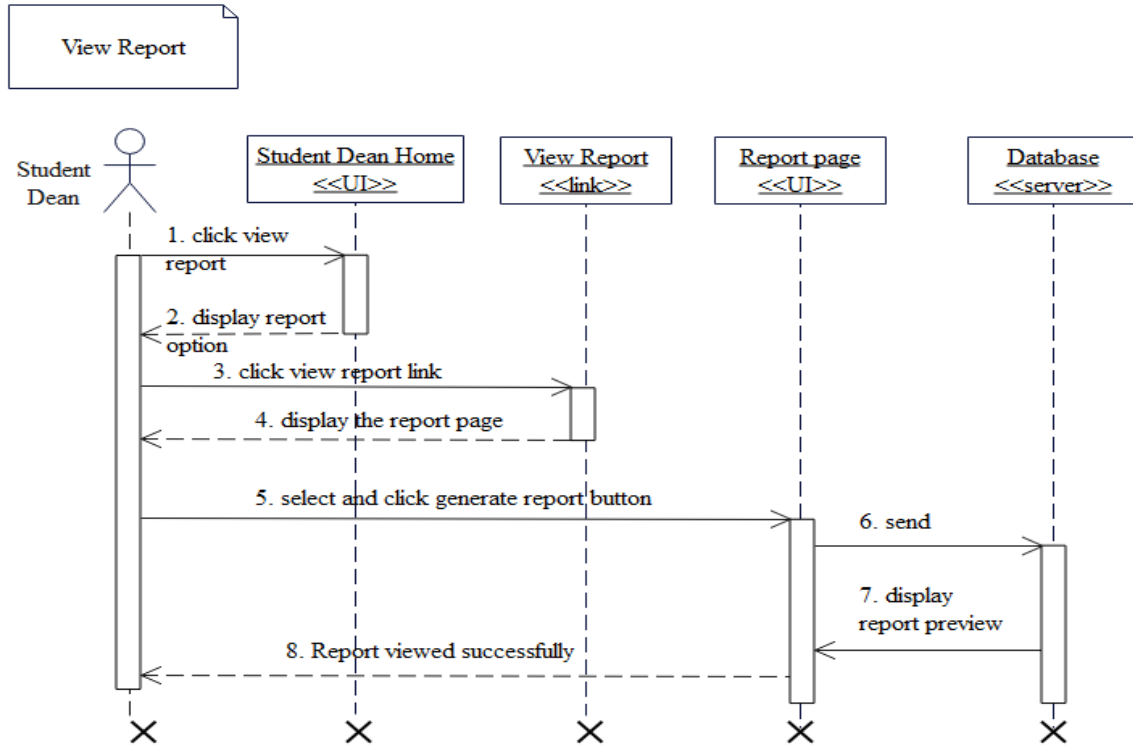 View Report
Student
Dean
Student Dean Home
<<UI>>
View Report
<<link>>
Report page
<<UI>>
Database
<<server>>
1. click view
report
2. display report
option
3. click view report link
4. display the report page
5. select and click generate report button
6. send
7. display
report preview
8. Report viewed successfully